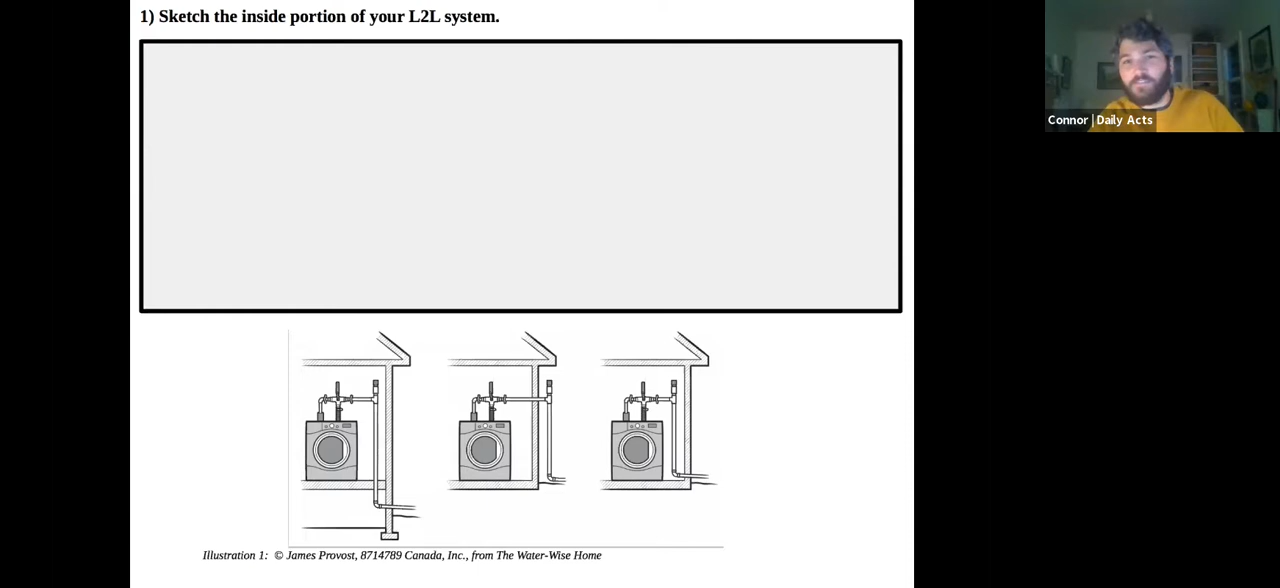 1) Sketch the inside portion of your L2L system.
Connor | Daily Acts
Illustration 1: © James Provost, 8714789 Canada, Inc., from The Water-Wise Home